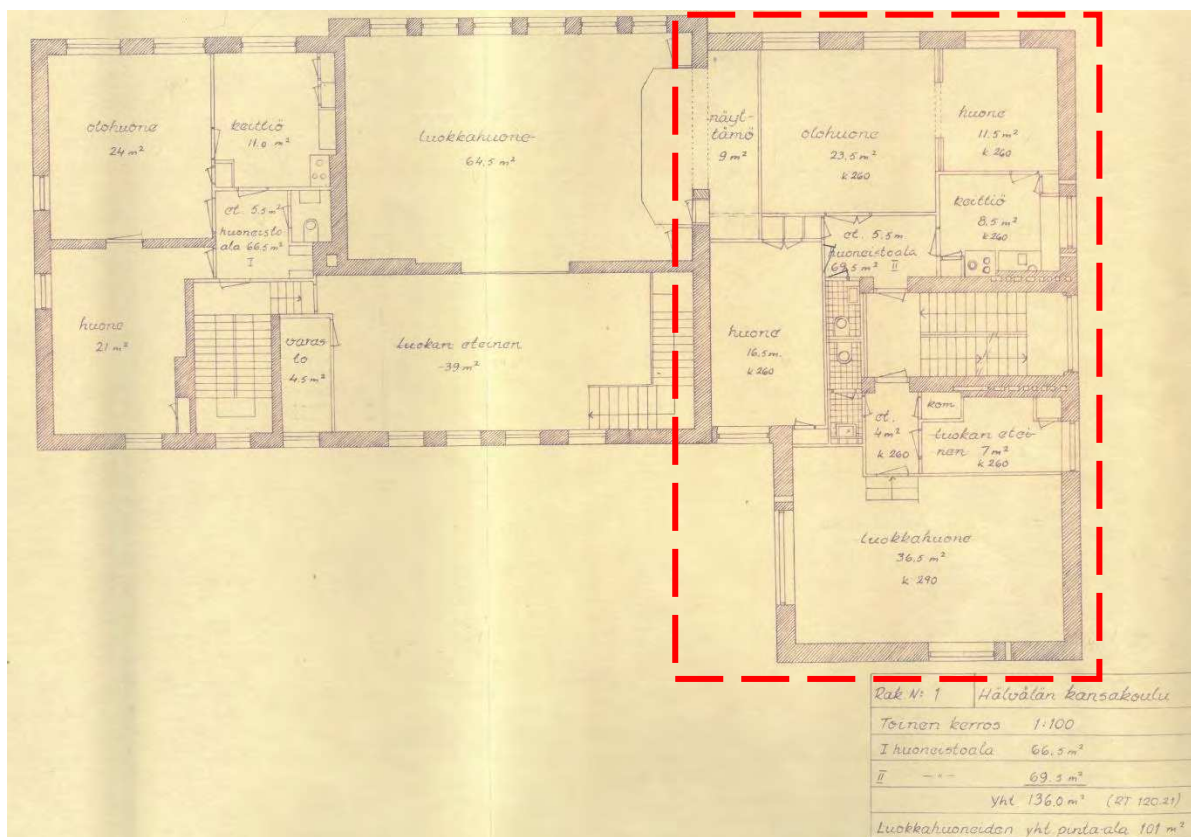 olohuone
24 m²
keittiö
11.0 m²
et. 5.5 m²
huoneisto
ala 66.5 m²
I
huone
21 m²
varas
to
4.5 m²
luokkahuone
64.5 m²
luokan eteinen
39 m²
näyt-
tämö
9 m²
olohuone
23.5 m²
k 260
huone
11.5 m²
k 260
keittiö
8.5 m²
k 260
et. 5.5 m.
huoneistoala
69.5 m² II
huone
16.5 m.
k 260
et.
4 m²
k 260
kom
luokan etei-
nen 7 m²
k 260
luokkahuone
36.5 m²
k 290
Rak N: 1 Hälvälän kansakoulu
Toinen kerros 1:100
I huoneistoala 66.5 m²
II —"— 69.5 m²
yht 136.0 m² (RT 120.21)
Luokkahuoneiden yht. pinta-ala 101 m²